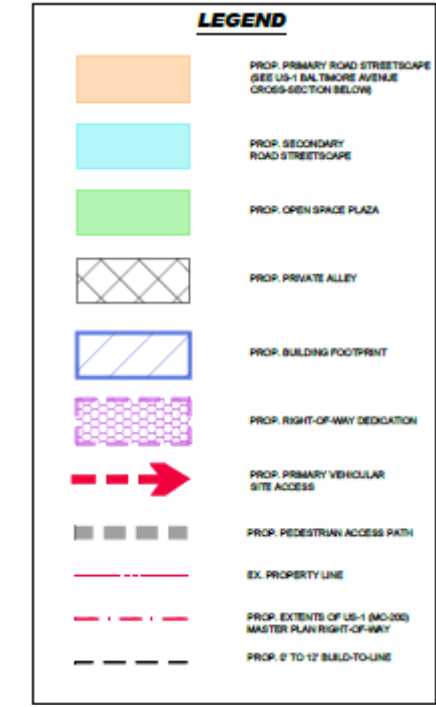 LEGEND
PROP. PRIMARY ROAD STREETSCAPE
(SEE US-1 BALTIMORE AVENUE
CROSS-SECTION BELOW)
PROP. SECONDARY
ROAD STREETSCAPE
PROP. OPEN SPACE PLAZA
PROP. PRIVATE ALLEY
PROP. BUILDING FOOTPRINT
PROP. RIGHT-OF-WAY DEDICATION
PROP. PRIMARY VEHICULAR
SITE ACCESS
PROP. PEDESTRIAN ACCESS PATH
EX. PROPERTY LINE
PROP. EXTENTS OF US-1 (MC-200)
MASTER PLAN RIGHT-OF-WAY
PROP. 0' TO 12' BUILD-TO-LINE